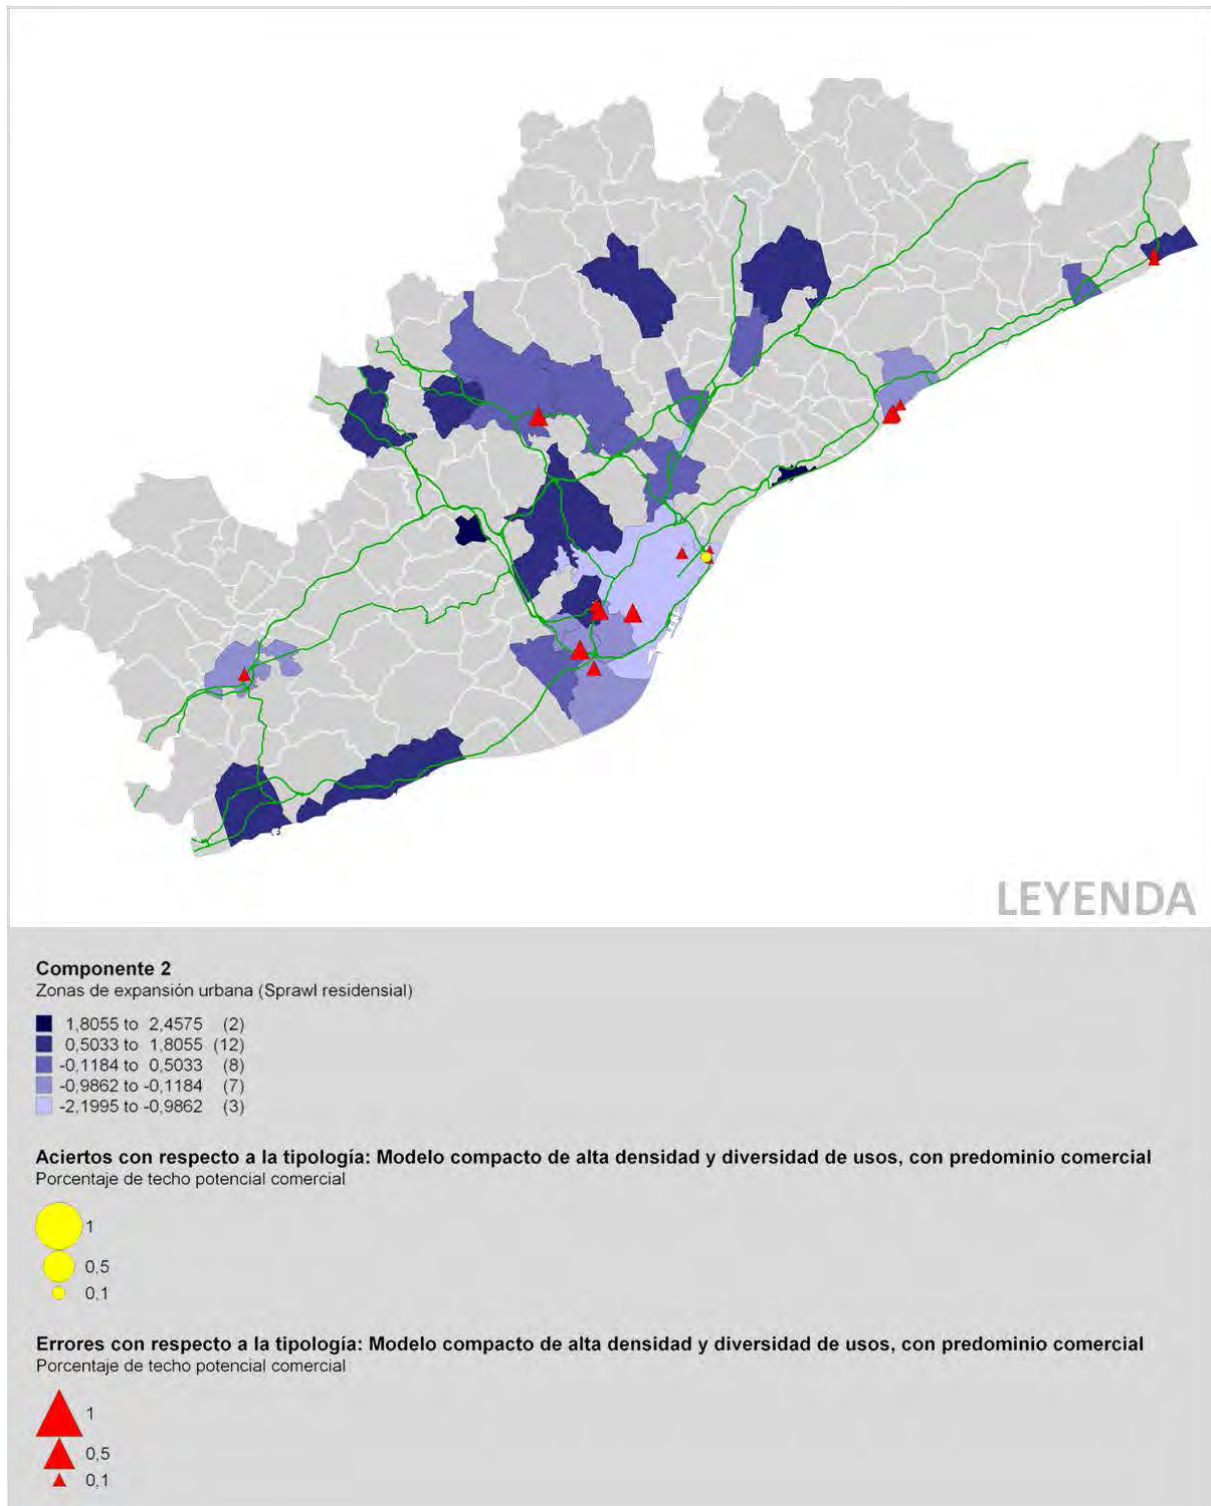 LEYENDA
Componente 2
Zonas de expansión urbana (Sprawl residensial)
1,8055 to 2,4575 (2)
0,5033 to 1,8055 (12)
-0,1184 to 0,5033 (8)
-0,9862 to -0,1184 (7)
-2,1995 to -0,9862 (3)
Aciertos con respecto a la tipología: Modelo compacto de alta densidad y diversidad de usos, con predominio comercial
Porcentaje de techo potencial comercial
1
0,5
0,1
Errores con respecto a la tipología: Modelo compacto de alta densidad y diversidad de usos, con predominio comercial
Porcentaje de techo potencial comercial
1
0,5
0,1